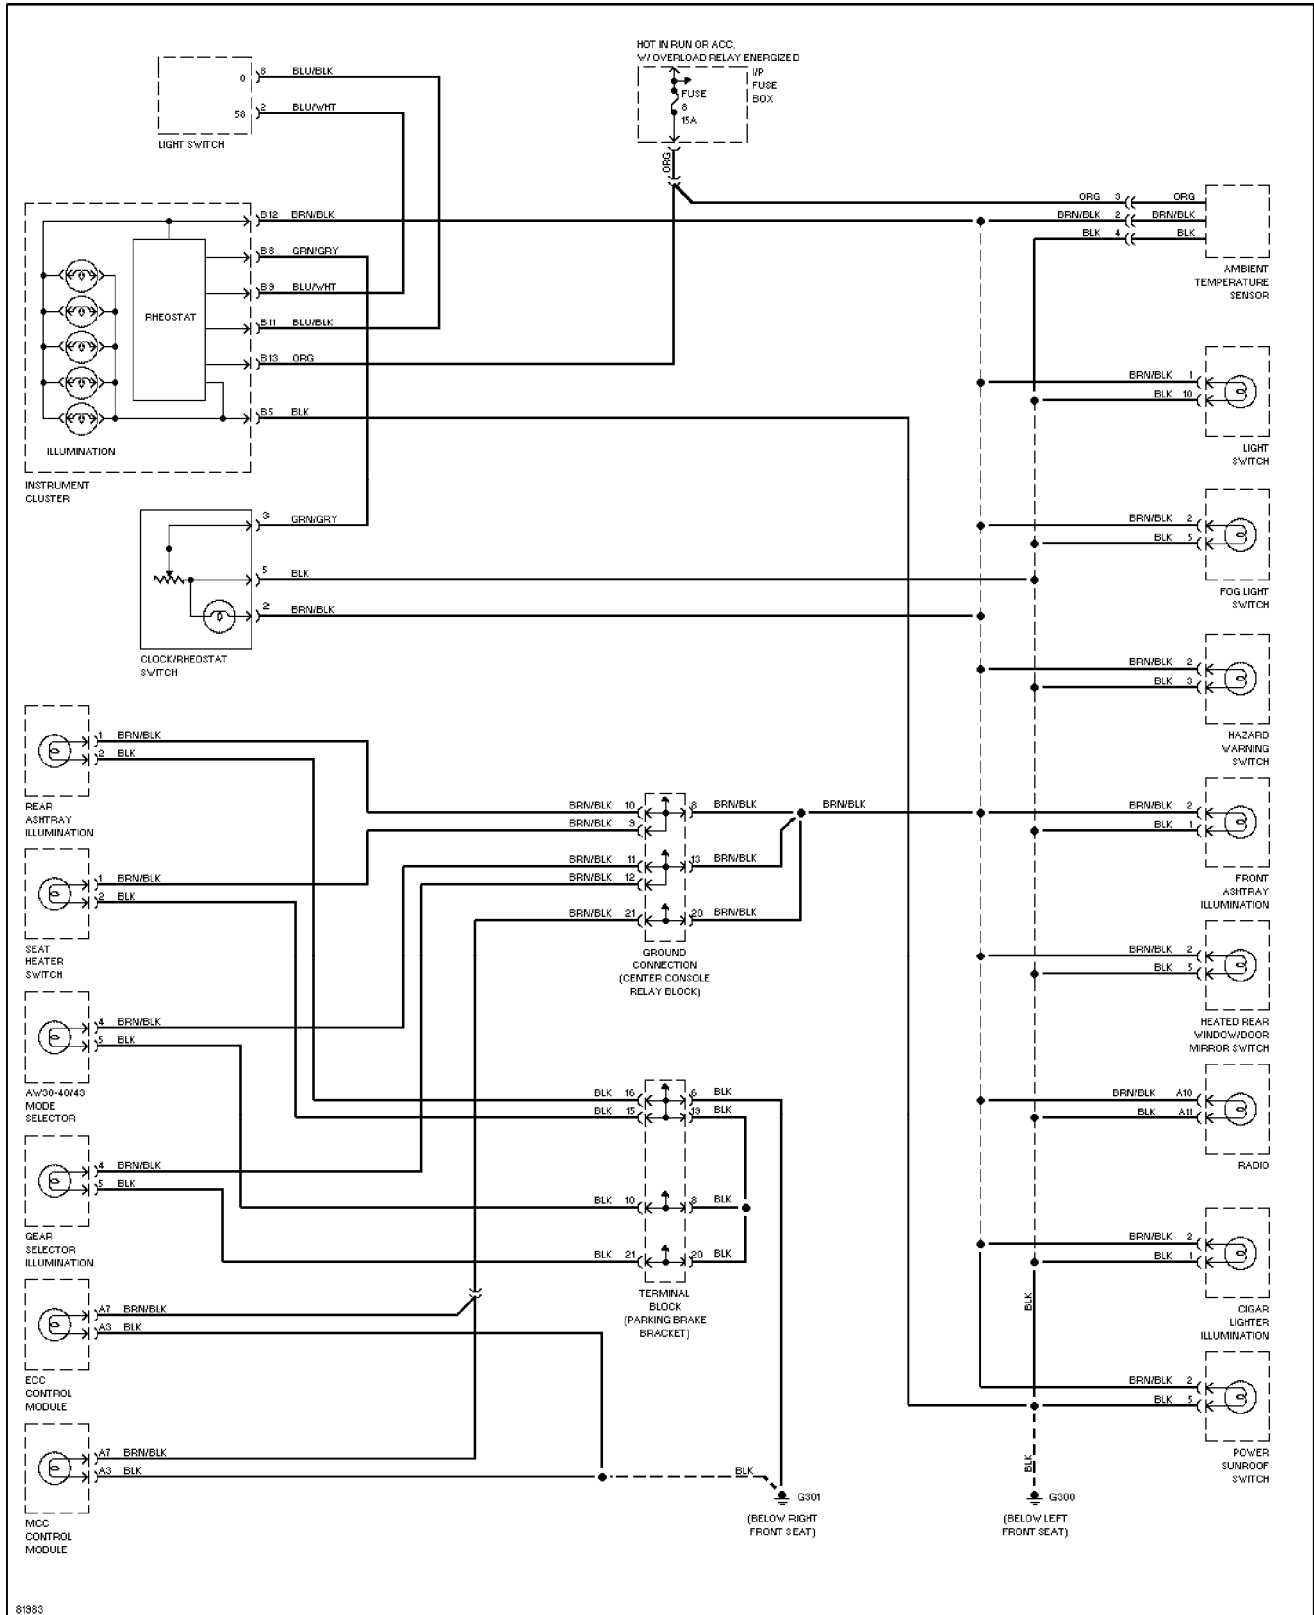 HOT IN RUN OR ACC,
W/ OVERLOAD RELAY ENERGIZED
I/P
FUSE
BOX
FUSE
8
15A
ORG
0
8
BLU/BLK
58
2
BLU/WHT
LIGHT SWITCH
B12 BRN/BLK
B8 GRN/GRY
B9 BLU/WHT
B11 BLU/BLK
B13 ORG
B5 BLK
RHEOSTAT
ILLUMINATION
INSTRUMENT
CLUSTER
3 GRN/GRY
5 BLK
2 BRN/BLK
CLOCK/RHEOSTAT
SWITCH
ORG 3 ORG
BRN/BLK 2 BRN/BLK
BLK 4 BLK
AMBIENT
TEMPERATURE
SENSOR
BRN/BLK 1
BLK 10
LIGHT
SWITCH
BRN/BLK 2
BLK 5
FOG LIGHT
SWITCH
BRN/BLK 2
BLK 3
HAZARD
WARNING
SWITCH
BRN/BLK 2
BLK 1
FRONT
ASHTRAY
ILLUMINATION
BRN/BLK 2
BLK 5
HEATED REAR
WINDOW/DOOR
MIRROR SWITCH
BRN/BLK A10
BLK A11
RADIO
BRN/BLK 2
BLK 1
CIGAR
LIGHTER
ILLUMINATION
BRN/BLK 2
BLK 5
POWER
SUNROOF
SWITCH
1 BRN/BLK
2 BLK
REAR
ASHTRAY
ILLUMINATION
1 BRN/BLK
2 BLK
SEAT
HEATER
SWITCH
4 BRN/BLK
5 BLK
AW30-40/43
MODE
SELECTOR
4 BRN/BLK
5 BLK
GEAR
SELECTOR
ILLUMINATION
A7 BRN/BLK
A3 BLK
ECC
CONTROL
MODULE
A7 BRN/BLK
A3 BLK
MCC
CONTROL
MODULE
BRN/BLK 10 8 BRN/BLK BRN/BLK
BRN/BLK 9
BRN/BLK 11 13 BRN/BLK
BRN/BLK 12
BRN/BLK 21 20 BRN/BLK
GROUND
CONNECTION
(CENTER CONSOLE
RELAY BLOCK)
BLK 16 6 BLK
BLK 15 19 BLK
BLK 10 8 BLK
BLK 21 20 BLK
TERMINAL
BLOCK
(PARKING BRAKE
BRACKET)
BLK
G301
(BELOW RIGHT
FRONT SEAT)
BLK
BLK
G300
(BELOW LEFT
FRONT SEAT)
81983